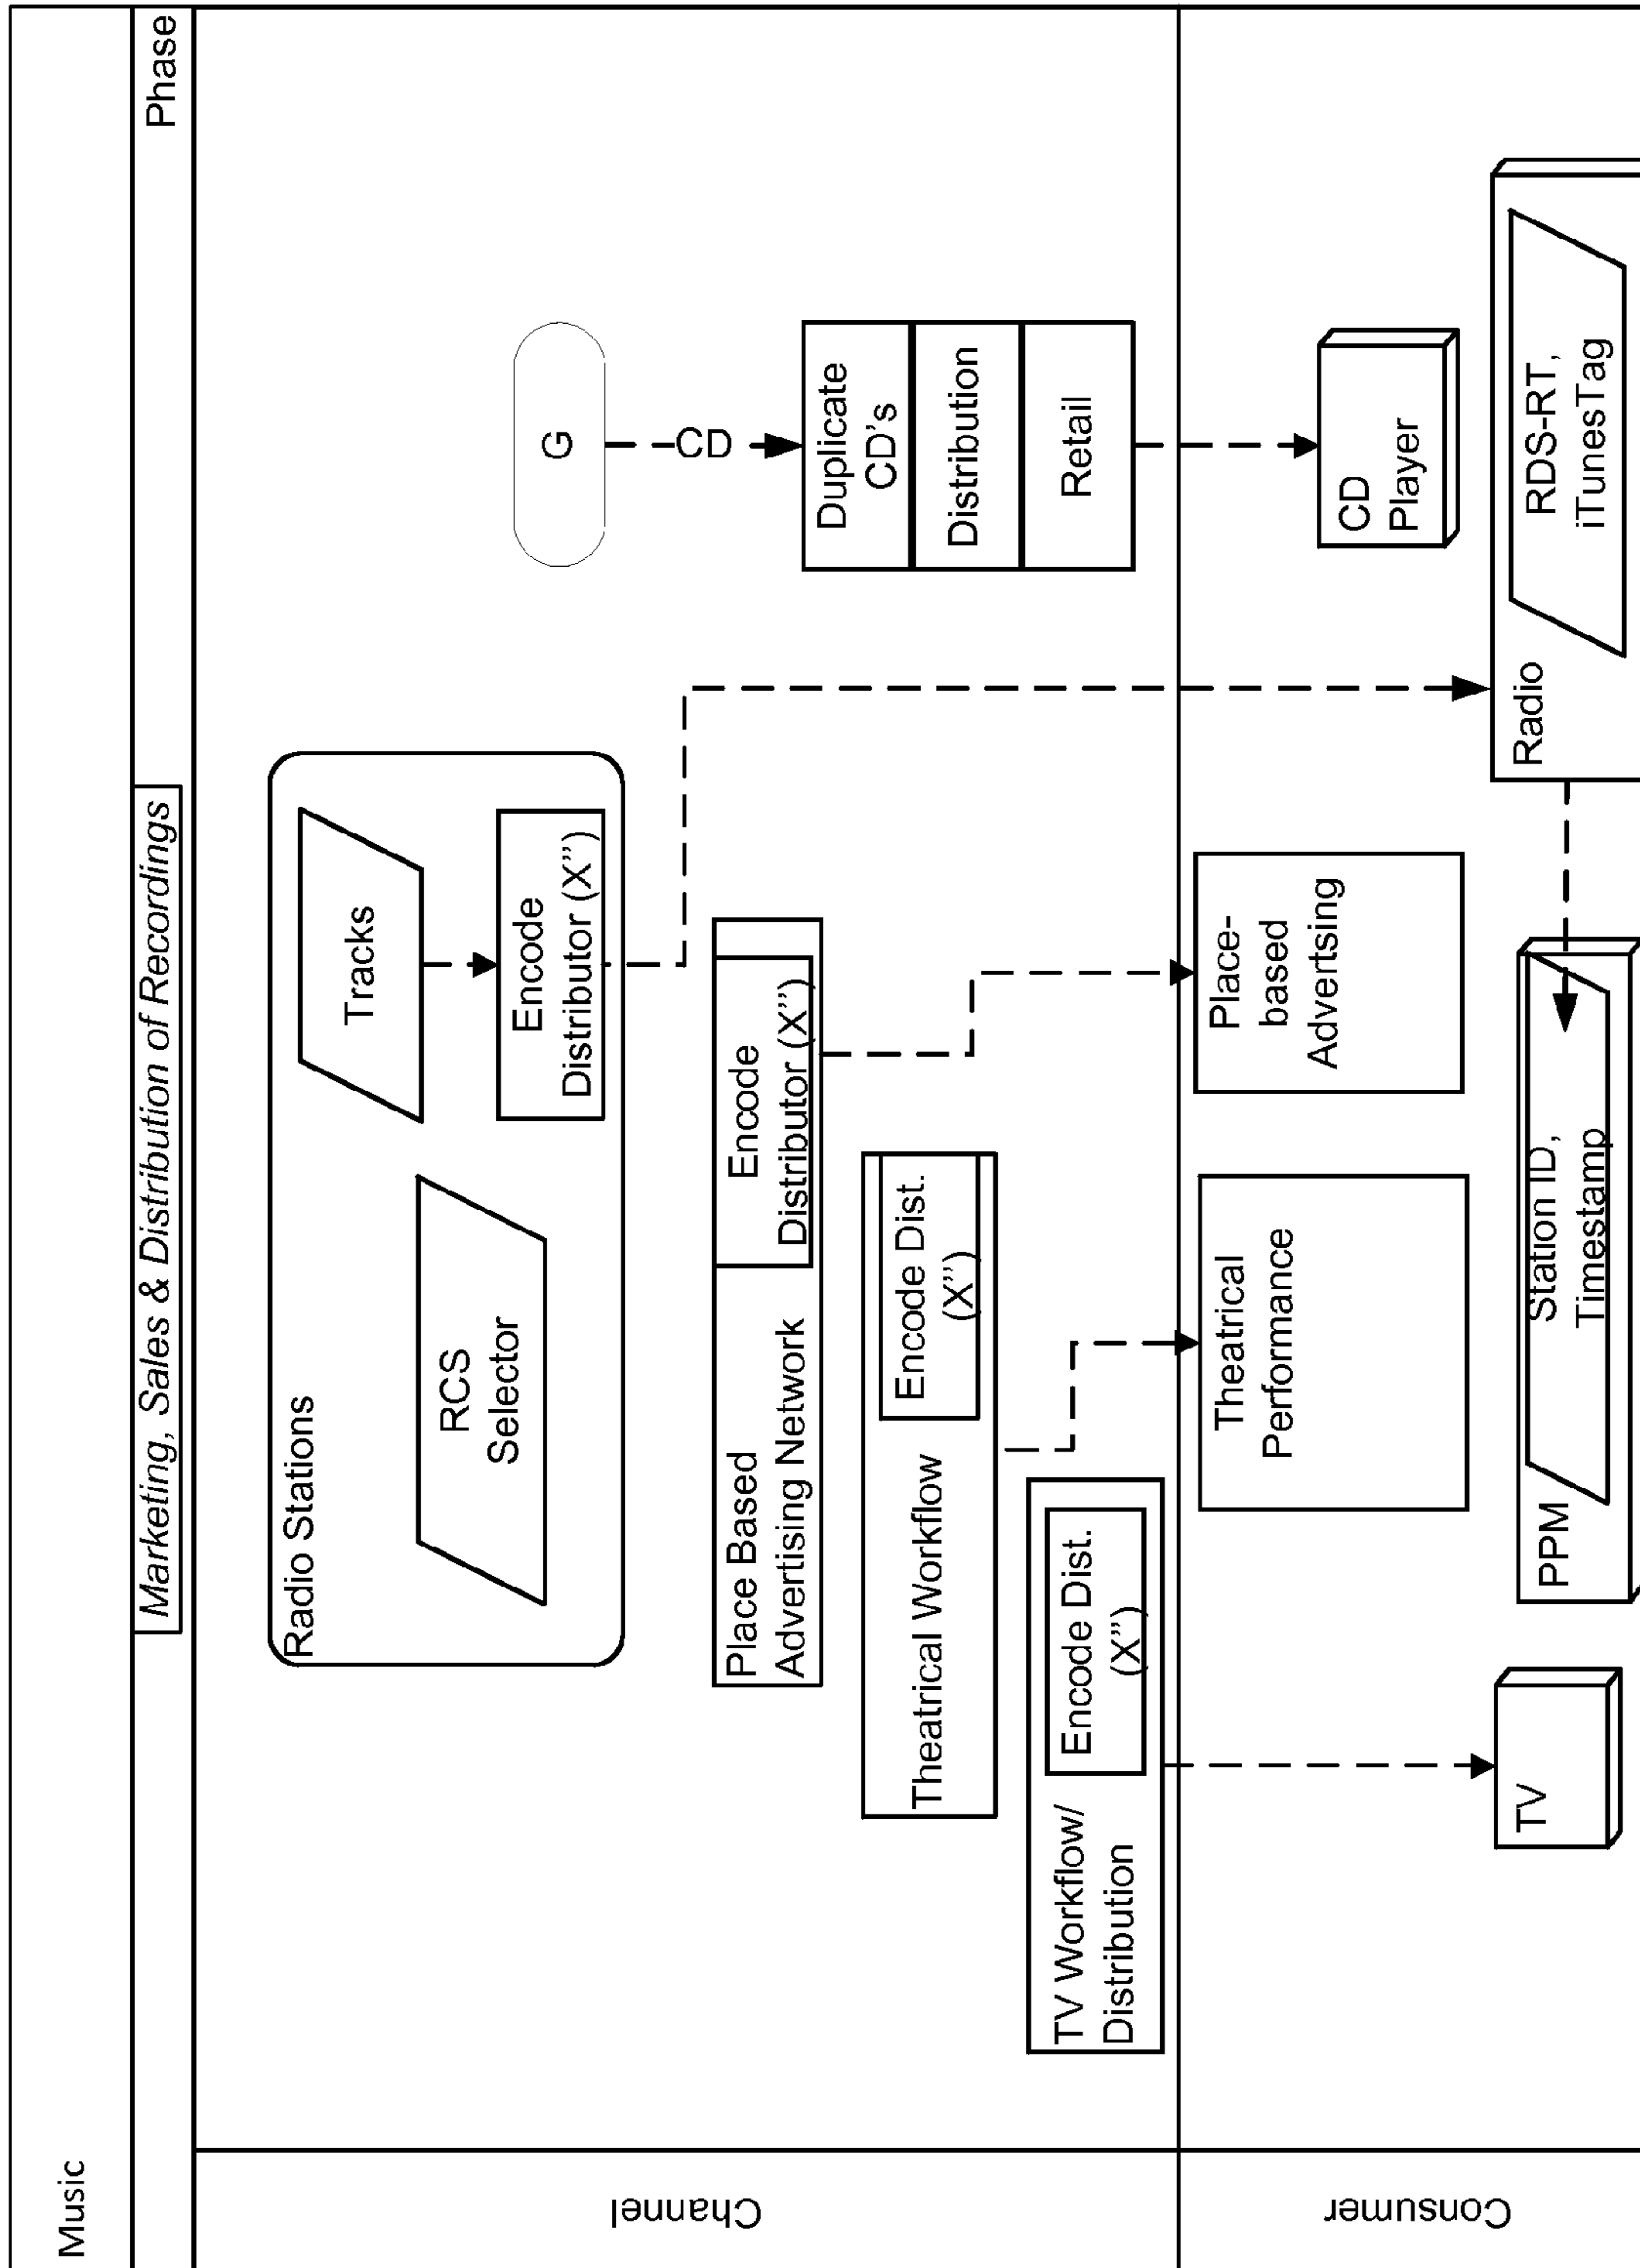 Music
Marketing, Sales & Distribution of Recordings
Phase
Channel
Radio Stations
RCS
Selector
Tracks
Encode
Distributor (X”)
G
CD
Place Based
Advertising Network
Encode
Distributor (X”)
Theatrical Workflow
Encode Dist.
(X”)
TV Workflow/
Distribution
Encode Dist.
(X”)
Duplicate
CD's
Distribution
Retail
Consumer
Theatrical
Performance
Place-
based
Advertsing
CD
Player
TV
PPM
Station ID,
Timestamp
Radio
RDS-RT,
iTunesTag